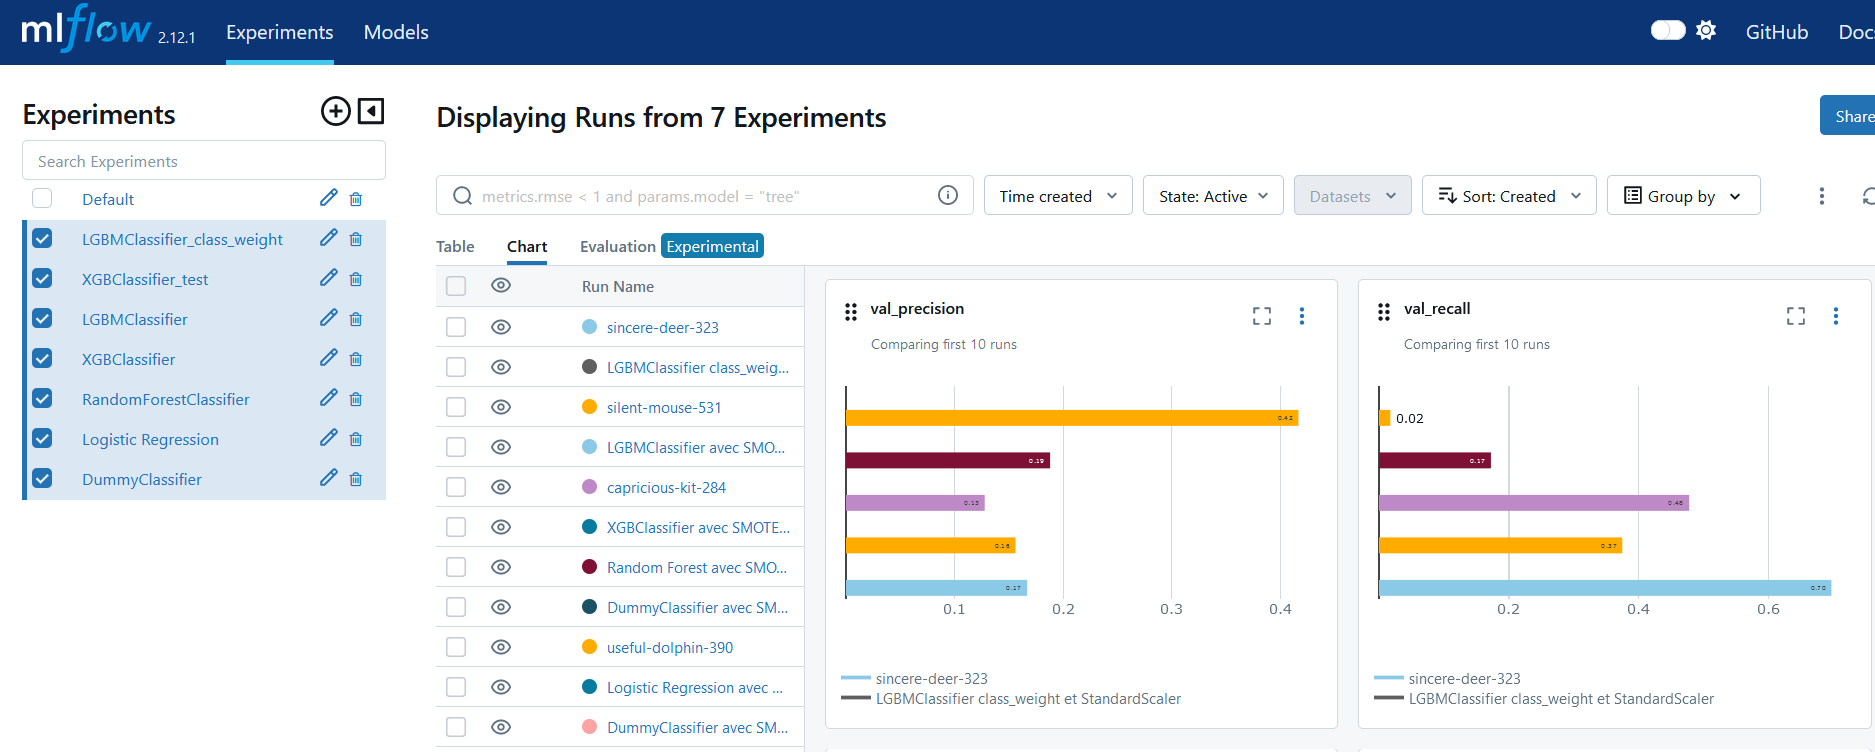 mlflow 2.12.1
Experiments
Models
GitHub
Docs
Experiments
Search Experiments
Default
LGBMClassifier_class_weight
XGBClassifier_test
LGBMClassifier
XGBClassifier
RandomForestClassifier
Logistic Regression
DummyClassifier
Displaying Runs from 7 Experiments
Share
metrics.rmse < 1 and params.model = "tree"
Time created
State: Active
Datasets
Sort: Created
Group by
Table
Chart
Evaluation
Experimental
Run Name
sincere-deer-323
LGBMClassifier class_weig...
silent-mouse-531
LGBMClassifier avec SMO...
capricious-kit-284
XGBClassifier avec SMOTE...
Random Forest avec SMO...
DummyClassifier avec SM...
useful-dolphin-390
Logistic Regression avec ...
DummyClassifier avec SM...
val_precision
Comparing first 10 runs
0.42
0.19
0.13
0.16
0.17
0.1 0.2 0.3 0.4
sincere-deer-323
LGBMClassifier class_weight et StandardScaler
val_recall
Comparing first 10 runs
0.02
0.17
0.48
0.37
0.70
0.2 0.4 0.6
sincere-deer-323
LGBMClassifier class_weight et StandardScaler